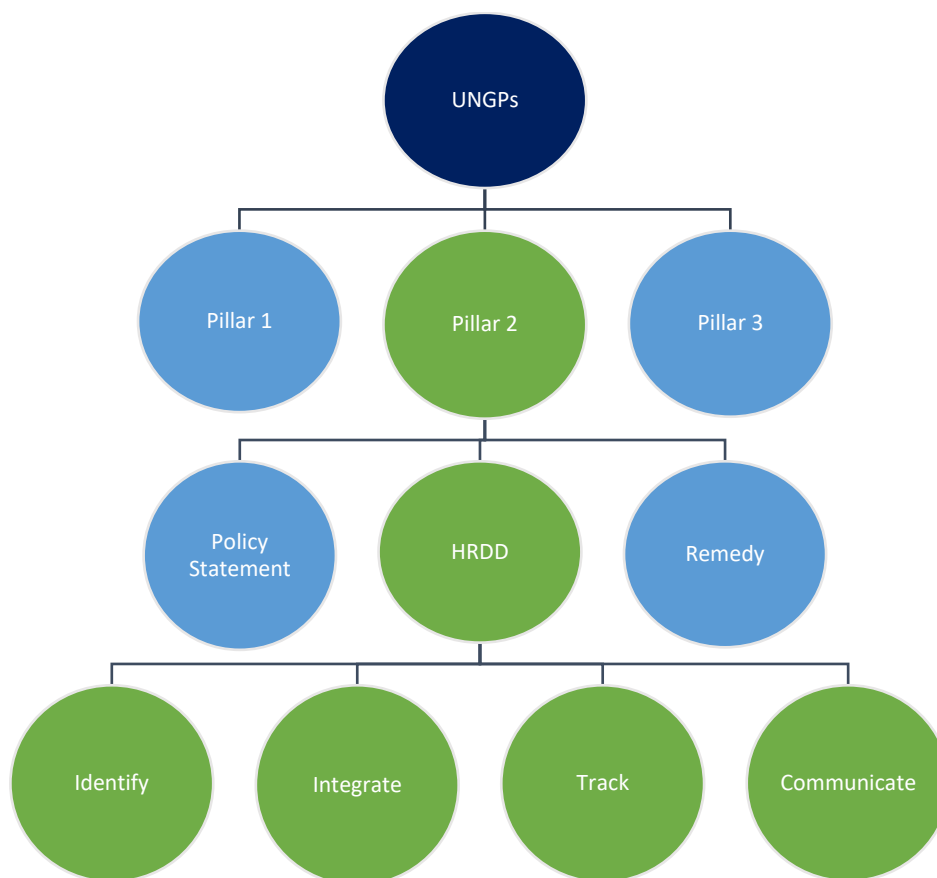 UNGPs
Pillar 1
Pillar 2
Pillar 3
Policy
Statement
HRDD
Remedy
Identify
Integrate
Track
Communicate